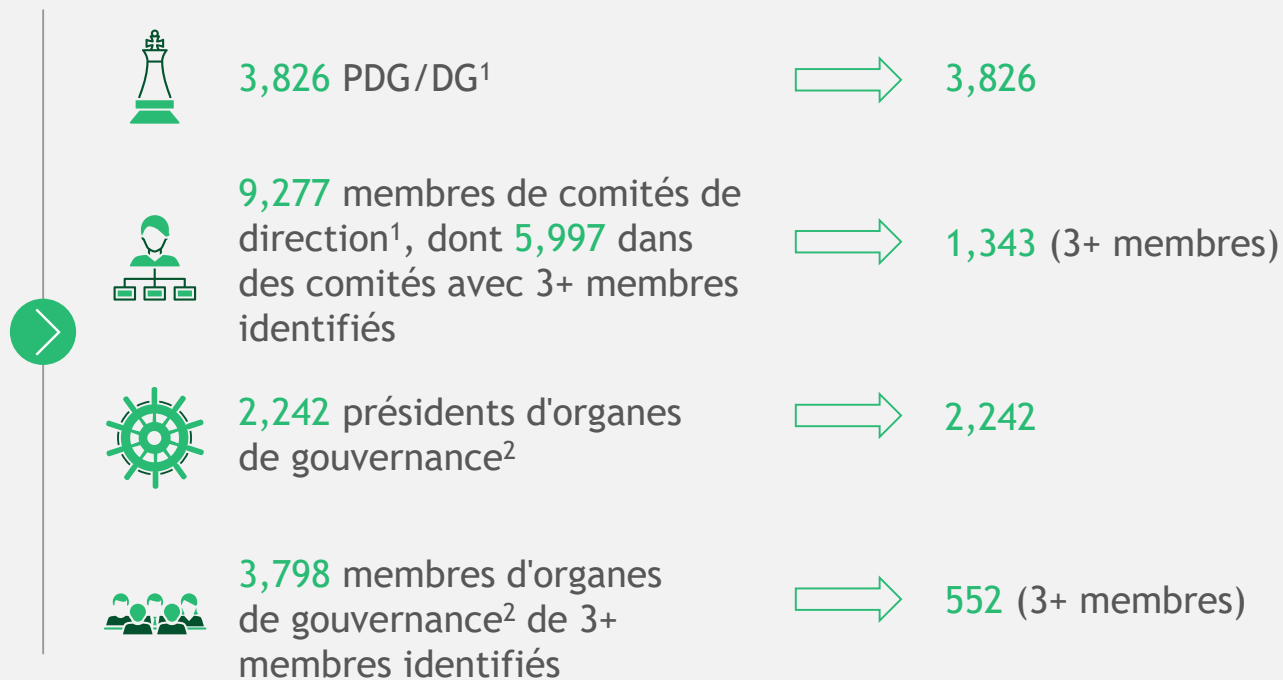 3,826 PDG/DG¹
3,826
9,277 membres de comités de
direction¹, dont 5,997 dans
des comités avec 3+ membres
identifiés
1,343 (3+ membres)
2,242 présidents d'organes
de gouvernance²
2,242
3,798 membres d'organes
de gouvernance² de 3+
membres identifiés
552 (3+ membres)